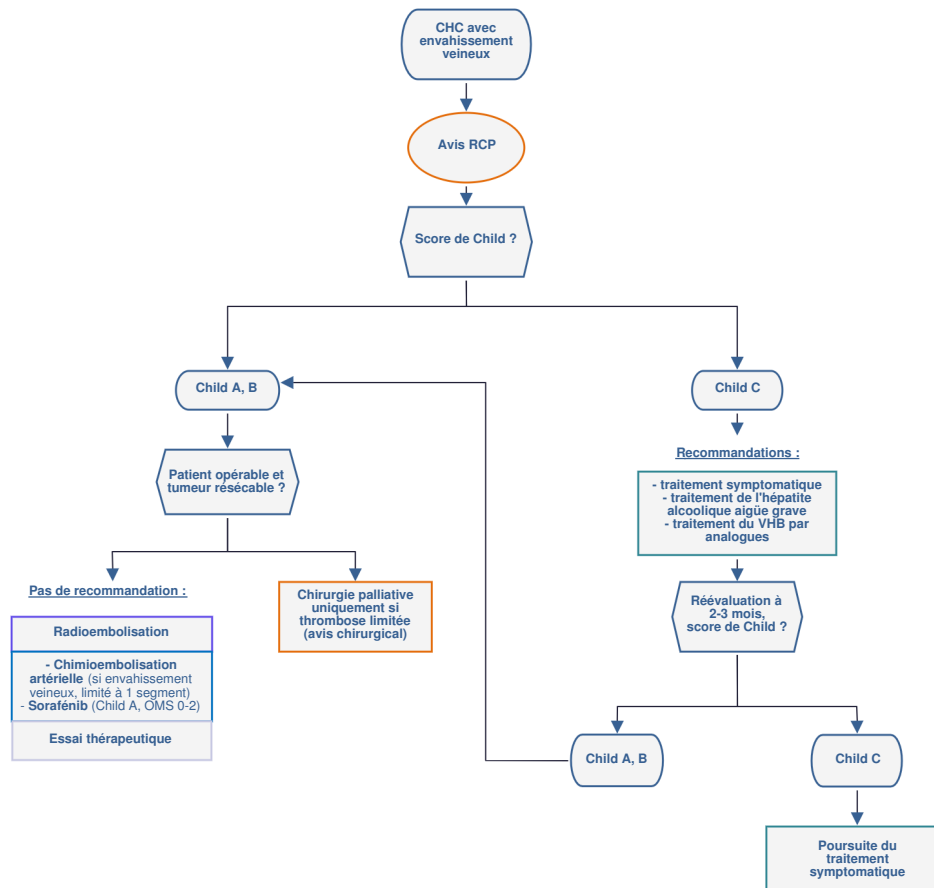 CHC avec
envahissement
veineux
Avis RCP
Score de Child ?
Child A, B
Child C
Patient opérable et
tumeur résécable ?
Recommandations :
- traitement symptomatique
- traitement de l'hépatite
alcoolique aigüe grave
- traitement du VHB par
analogues
Pas de recommandation :
Radioembolisation
- Chimioembolisation
artérielle (si envahissement
veineux, limité à 1 segment)
- Sorafénib (Child A, OMS 0-2)
Essai thérapeutique
Chirurgie palliative
uniquement si
thrombose limitée
(avis chirurgical)
Réévaluation à
2-3 mois,
score de Child ?
Child A, B
Child C
Poursuite du
traitement
symptomatique